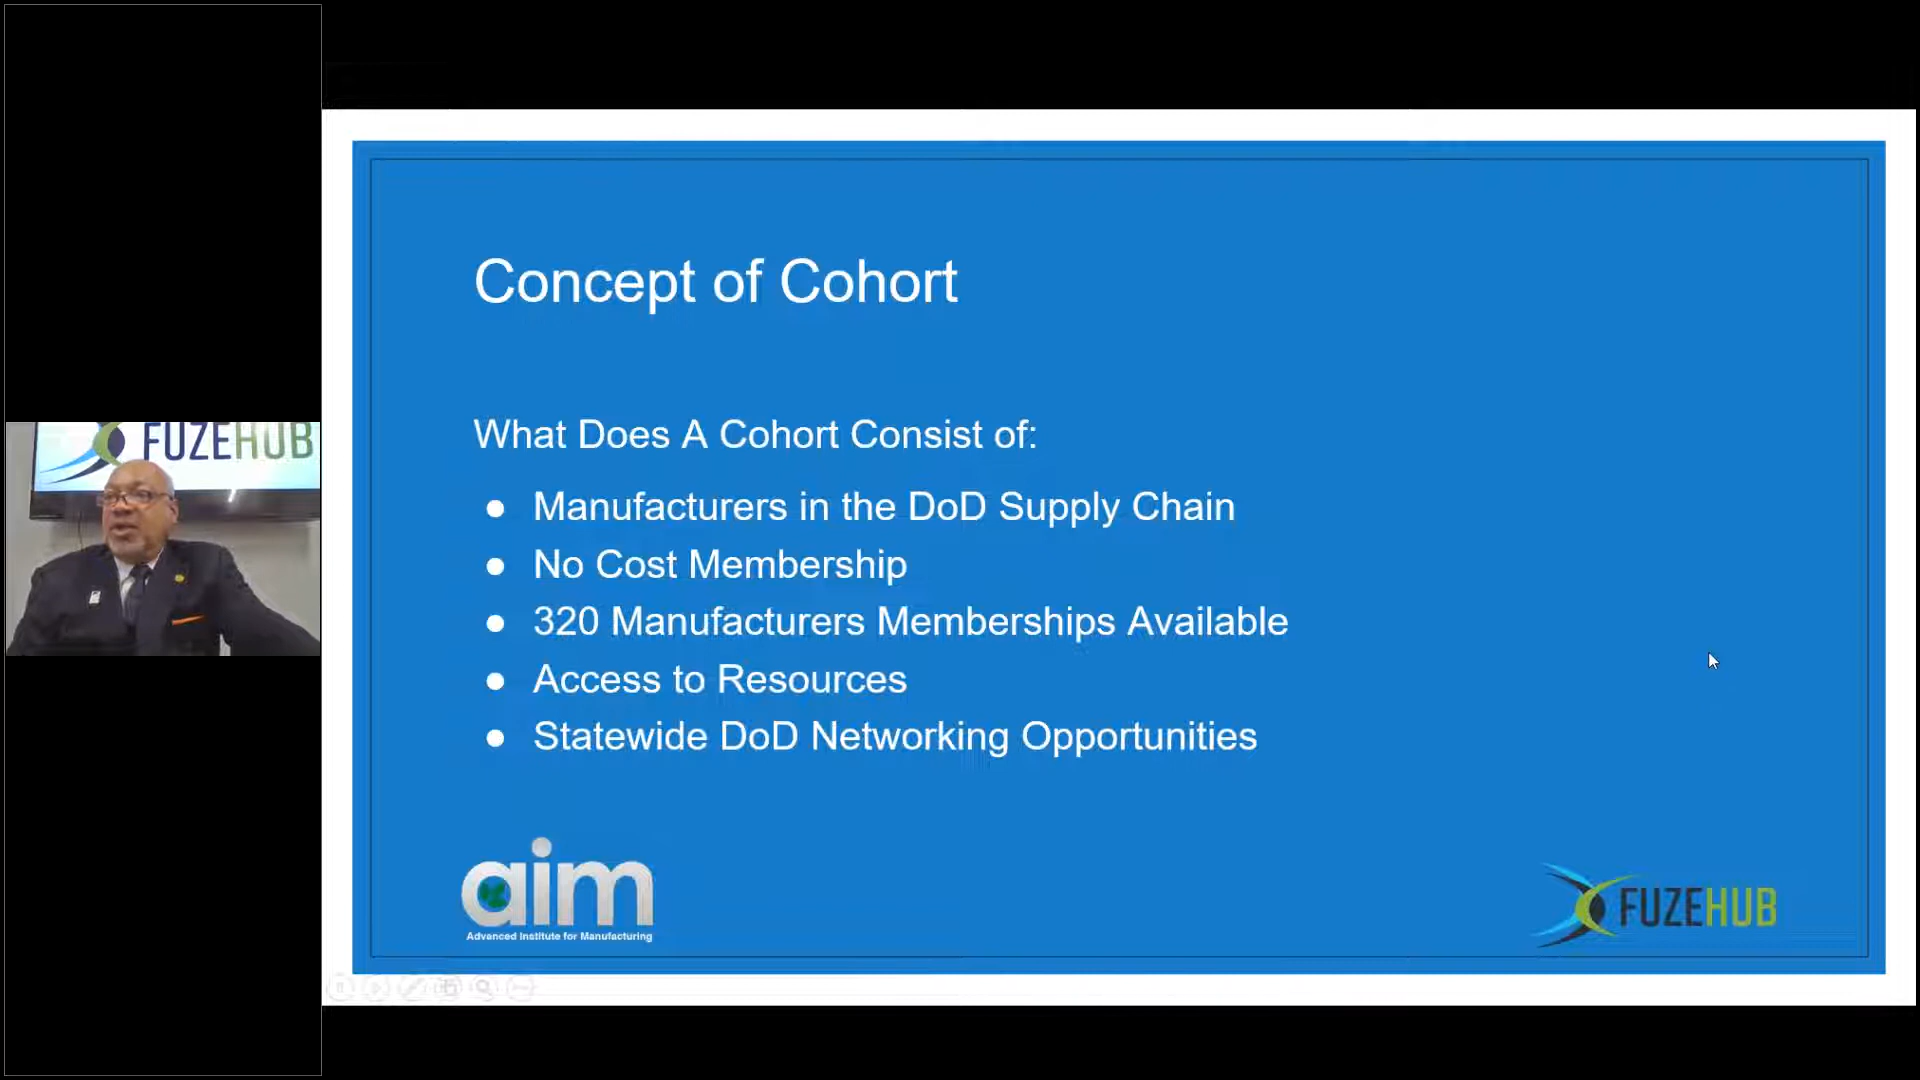 FUZEHUB
Concept of Cohort
What Does A Cohort Consist of:
● Manufacturers in the DoD Supply Chain
● No Cost Membership
● 320 Manufacturers Memberships Available
● Access to Resources
● Statewide DoD Networking Opportunities
aim
Advanced Institute for Manufacturing
FUZEHUB